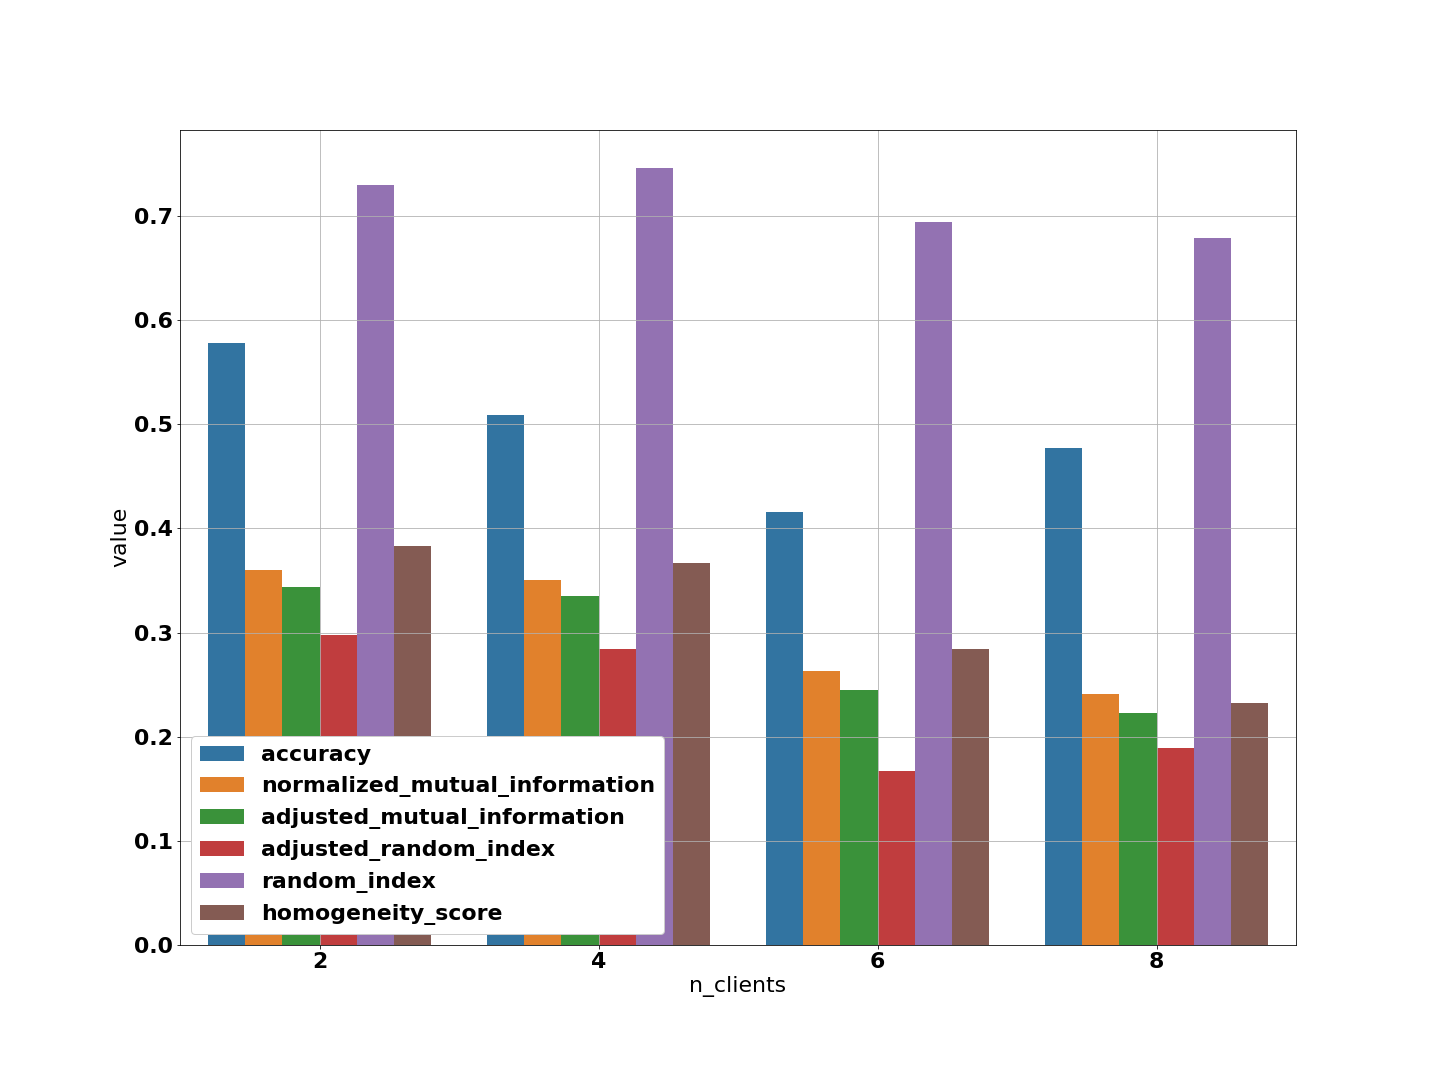 0.7
0.6
0.5
0.4
0.3
0.2
0.1
0.0
value
accuracy
normalized_mutual_information
adjusted_mutual_information
adjusted_random_index
random_index
homogeneity_score
2 4 6 8
n_clients